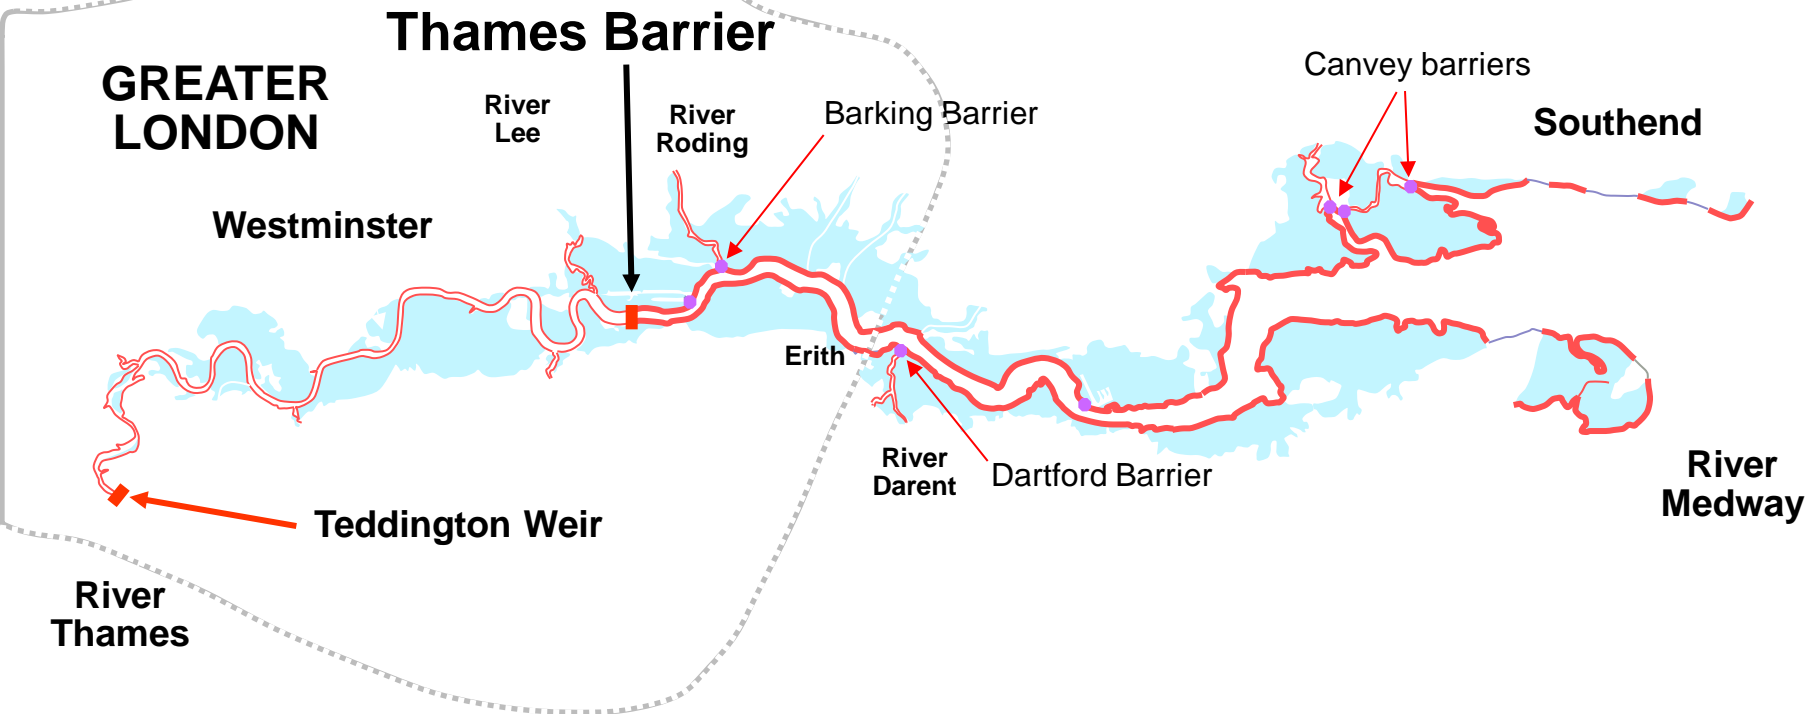 Thames Barrier
GREATER
LONDON
River
Lee
River
Roding
Barking Barrier
Canvey barriers
Southend
Westminster
Erith
River
Darent
Dartford Barrier
River
Medway
Teddington Weir
River
Thames